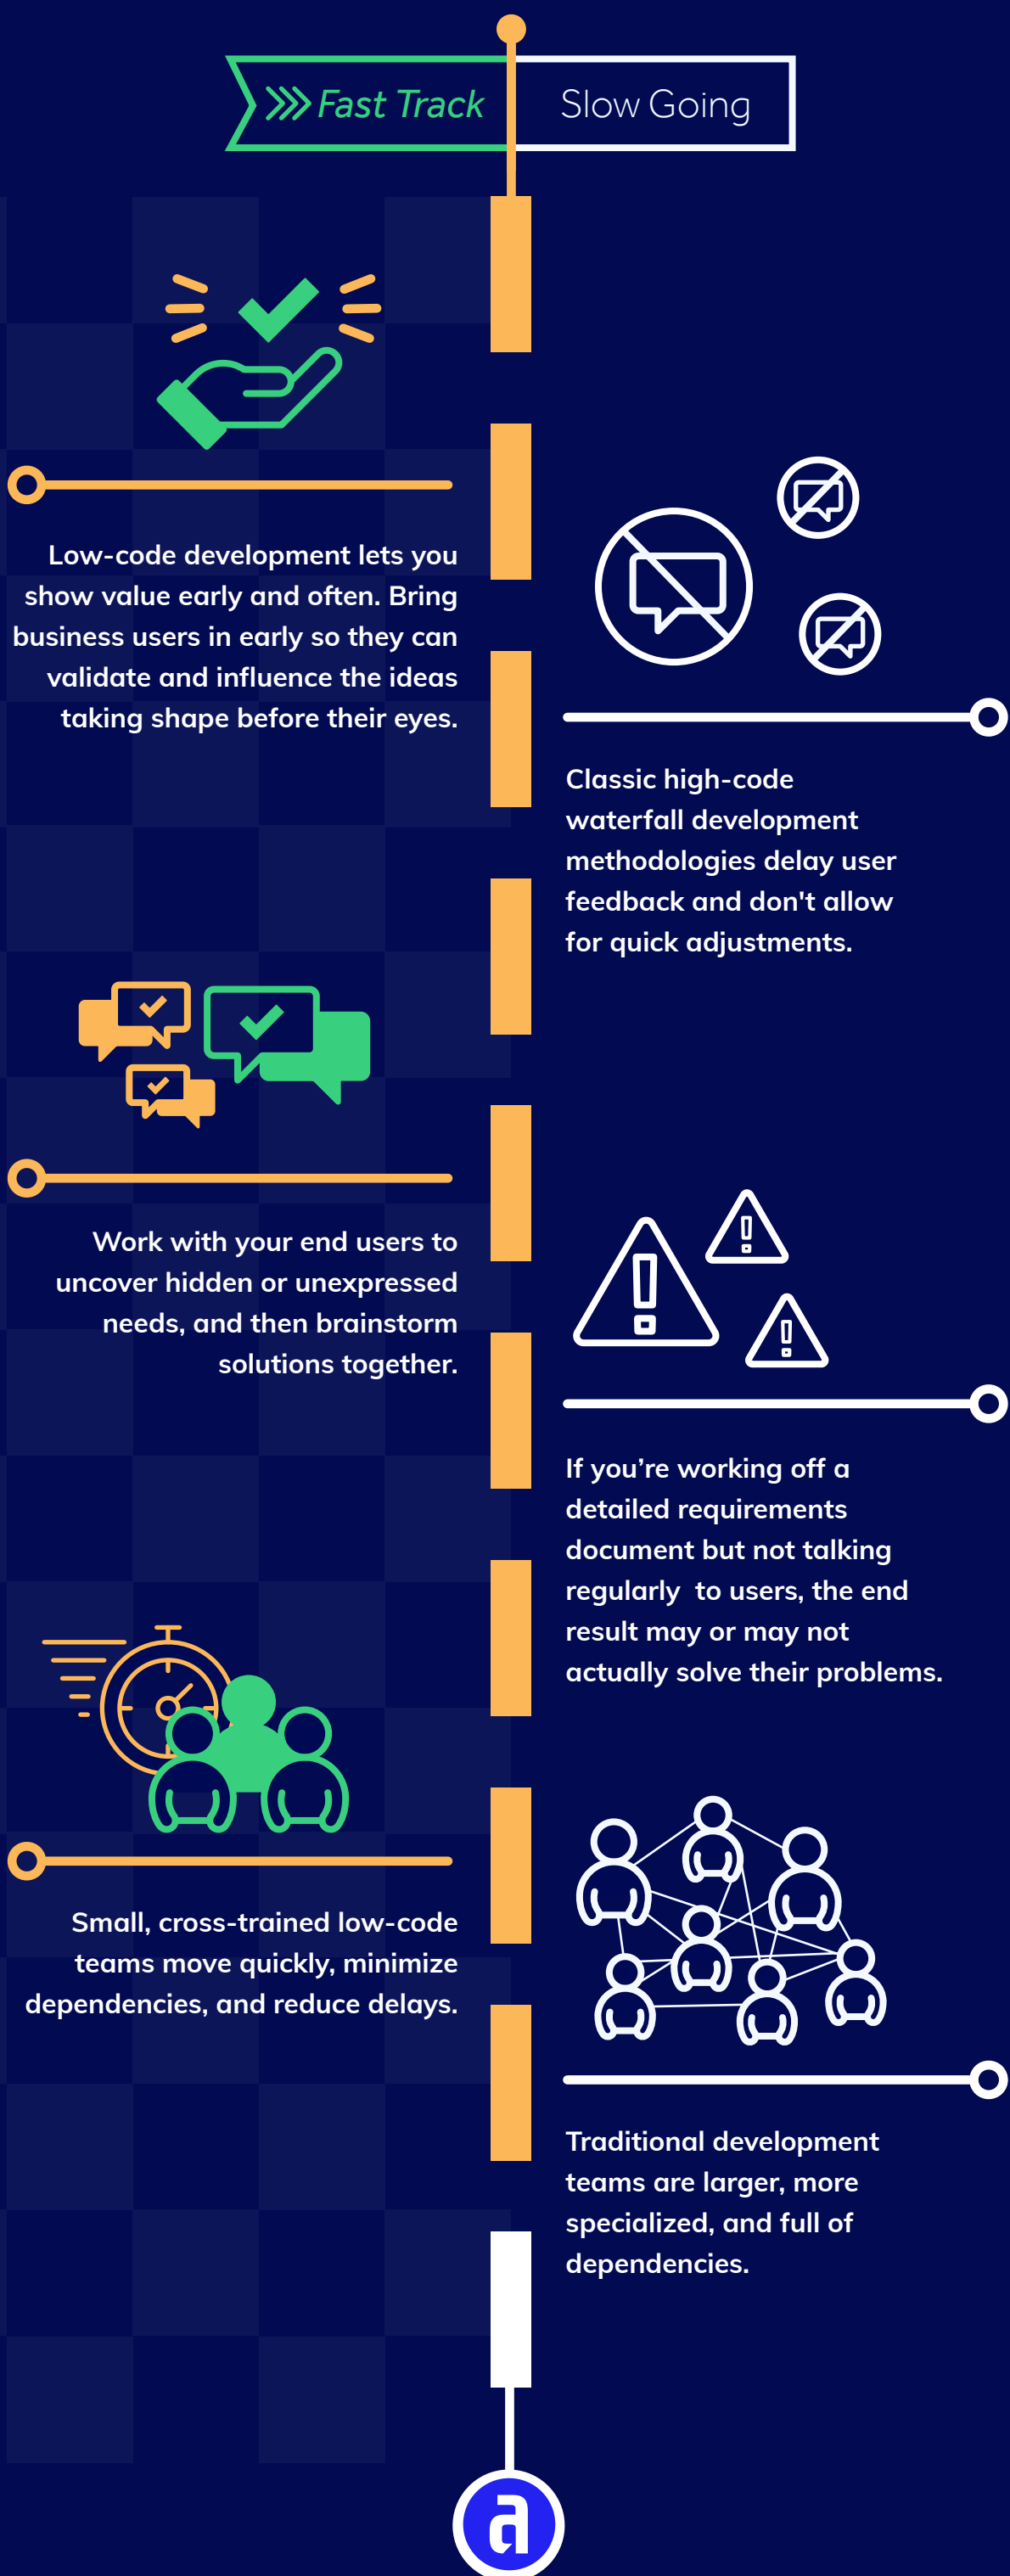 Fast Track
Slow Going
Low-code development lets you
show value early and often. Bring
business users in early so they can
validate and influence the ideas
taking shape before their eyes.
Classic high-code
waterfall development
methodologies delay user
feedback and don't allow
for quick adjustments.
Work with your end users to
uncover hidden or unexpressed
needs, and then brainstorm
solutions together.
If you’re working off a
detailed requirements
document but not talking
regularly  to users, the end
result may or may not
actually solve their problems.
Small, cross-trained low-code
teams move quickly, minimize
dependencies, and reduce delays.
Traditional development
teams are larger, more
specialized, and full of
dependencies.
a